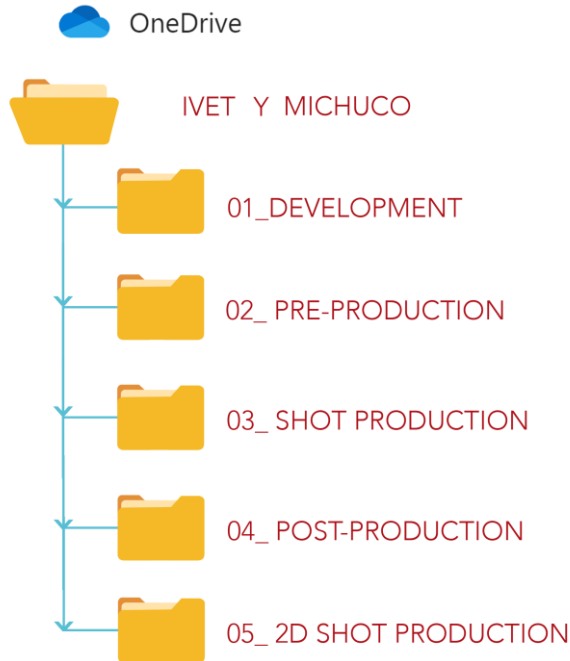 OneDrive
IVET Y MICHUCO
01_DEVELOPMENT
02_ PRE-PRODUCTION
03_ SHOT PRODUCTION
04_ POST-PRODUCTION
05_ 2D SHOT PRODUCTION